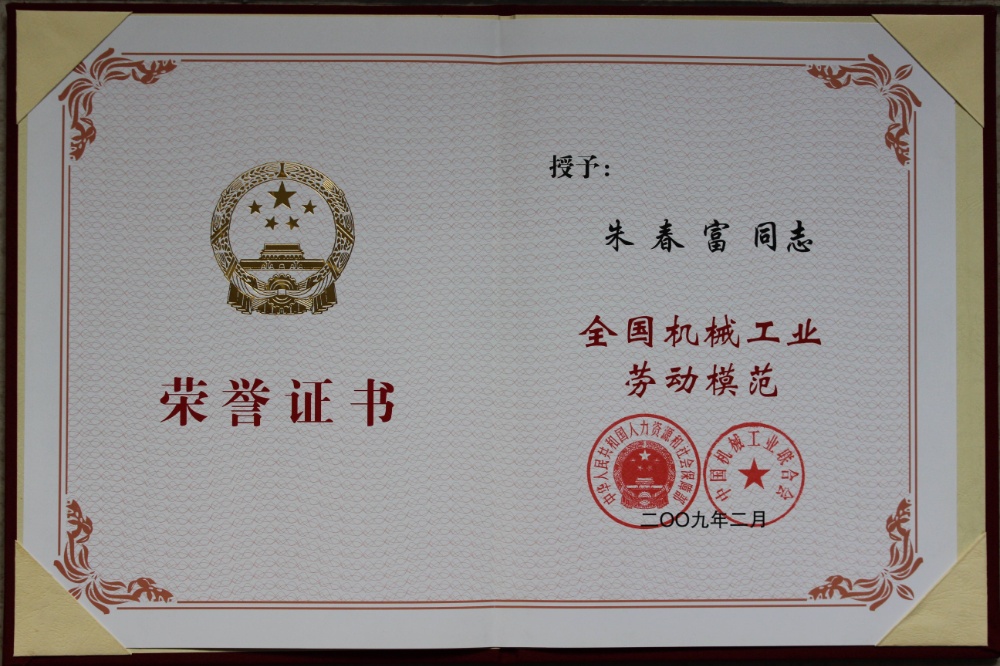 荣誉证书
授予：
朱春富同志
全国机械工业
劳动模范
中华人民共和国人力资源和社会保障部
中国机械工业联合会
二〇〇九年二月